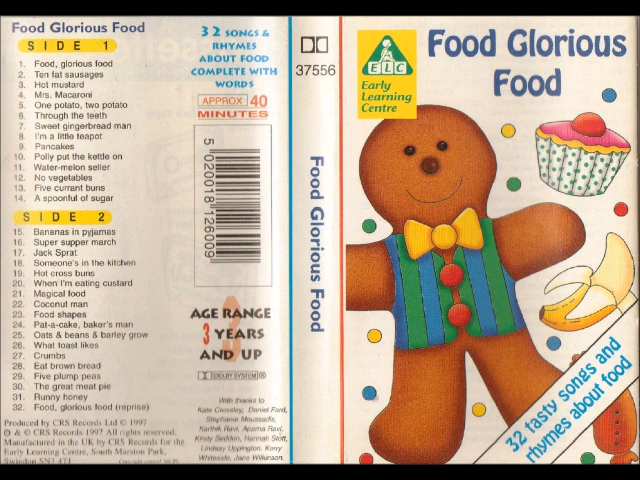 Food Glorious Food
SIDE 1
1. Food, glorious food
2. Ten fat sausages
3. Hot mustard
4. Mrs. Macaroni
5. One potato, two potato
6. Through the teeth
7. Sweet gingerbread man
8. I'm a little teapot
9. Pancakes
10. Polly put the kettle on
11. Water-melon seller
12. No vegetables
13. Five currant buns
14. A spoonful of sugar
SIDE 2
15. Bananas in pyjamas
16. Super supper march
17. Jack Sprat
18. Someone's in the kitchen
19. Hot cross buns
20. When I'm eating custard
21. Magical food
22. Coconut man
23. Food shapes
24. Pat-a-cake, baker's man
25. Oats & beans & barley grow
26. What toast likes
27. Crumbs
28. Eat brown bread
29. Five plump peas
30. The great meat pie
31. Runny honey
32. Food, glorious food (reprise)
Produced by CRS Records Ltd © 1997
℗ & © CRS Records 1997 All rights reserved.
Manufactured in the UK by CRS Records for the
Early Learning Centre, South Marston Park,
Swindon SN3 4TJ
32 SONGS &
RHYMES
ABOUT FOOD
COMPLETE WITH
WORDS
APPROX 40
MINUTES
5 020018 126009
AGE RANGE
3 YEARS
AND UP
DOLBY SYSTEM ®
With thanks to
Kate Crossley, Daniel Ford,
Stephanie Moussadis,
Karthik Ravi, Aparna Ravi,
Kirsty Seddon, Hannah Stott,
Lindsay Uppington, Kerry
Whiteside, Jane Wilkinson.
37556
Food Glorious Food
ELC
Early
Learning
Centre
Food Glorious
Food
32 tasty songs and
rhymes about food